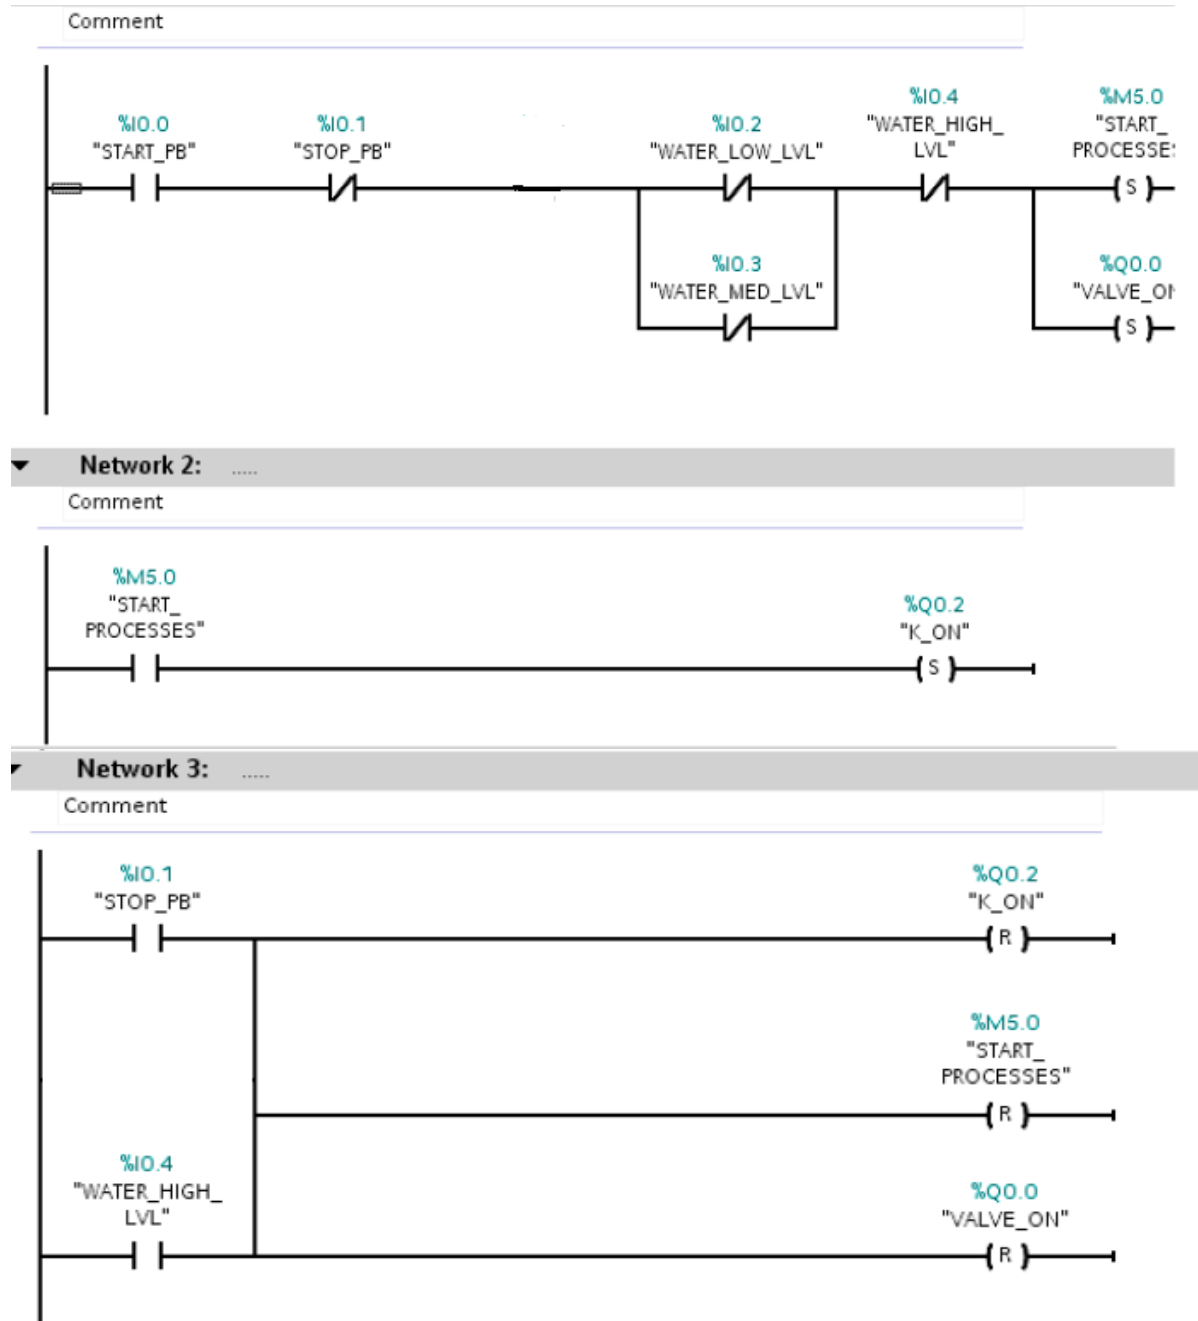 Comment
%I0.0
"START_PB"
%I0.1
"STOP_PB"
%I0.2
"WATER_LOW_LVL"
%I0.4
"WATER_HIGH_
LVL"
%M5.0
"START_
PROCESSE
S
%I0.3
"WATER_MED_LVL"
%Q0.0
"VALVE_O
S
Network 2: .....
Comment
%M5.0
"START_
PROCESSES"
%Q0.2
"K_ON"
S
Network 3: .....
Comment
%I0.1
"STOP_PB"
%Q0.2
"K_ON"
R
%M5.0
"START_
PROCESSES"
R
%I0.4
"WATER_HIGH_
LVL"
%Q0.0
"VALVE_ON"
R